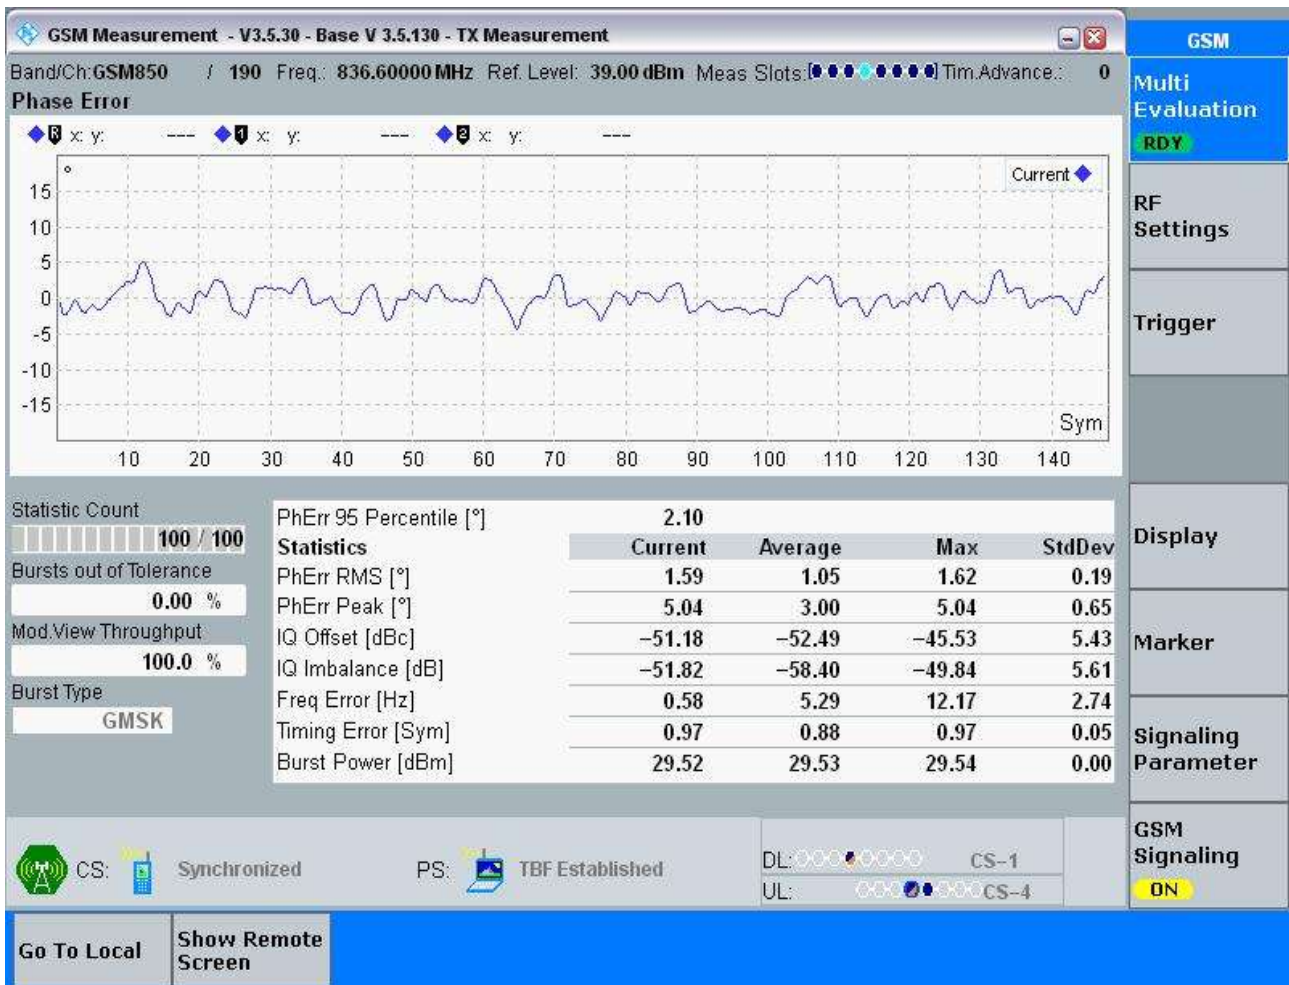 GSM Measurement - V3.5.30 - Base V 3.5.130 - TX Measurement
Band/Ch:GSM850 / 190 Freq.: 836.60000 MHz Ref. Level: 39.00 dBm Meas Slots: Tim.Advance.: 0
Phase Error
R x: y: --- 1 x: y: --- 2 x: y: ---
°
Current
15
10
5
0
-5
-10
-15
Sym
10 20 30 40 50 60 70 80 90 100 110 120 130 140
Statistic Count
100 / 100
Bursts out of Tolerance
0.00 %
Mod.View Throughput
100.0 %
Burst Type
GMSK
PhErr 95 Percentile [°] 2.10
Statistics Current Average Max StdDev
PhErr RMS [°] 1.59 1.05 1.62 0.19
PhErr Peak [°] 5.04 3.00 5.04 0.65
IQ Offset [dBc] −51.18 −52.49 −45.53 5.43
IQ Imbalance [dB] −51.82 −58.40 −49.84 5.61
Freq Error [Hz] 0.58 5.29 12.17 2.74
Timing Error [Sym] 0.97 0.88 0.97 0.05
Burst Power [dBm] 29.52 29.53 29.54 0.00
CS: Synchronized PS: TBF Established
DL: CS−1
UL: CS−4
GSM
Multi
Evaluation
RDY
RF
Settings
Trigger
Display
Marker
Signaling
Parameter
GSM
Signaling
ON
Go To Local
Show Remote
Screen